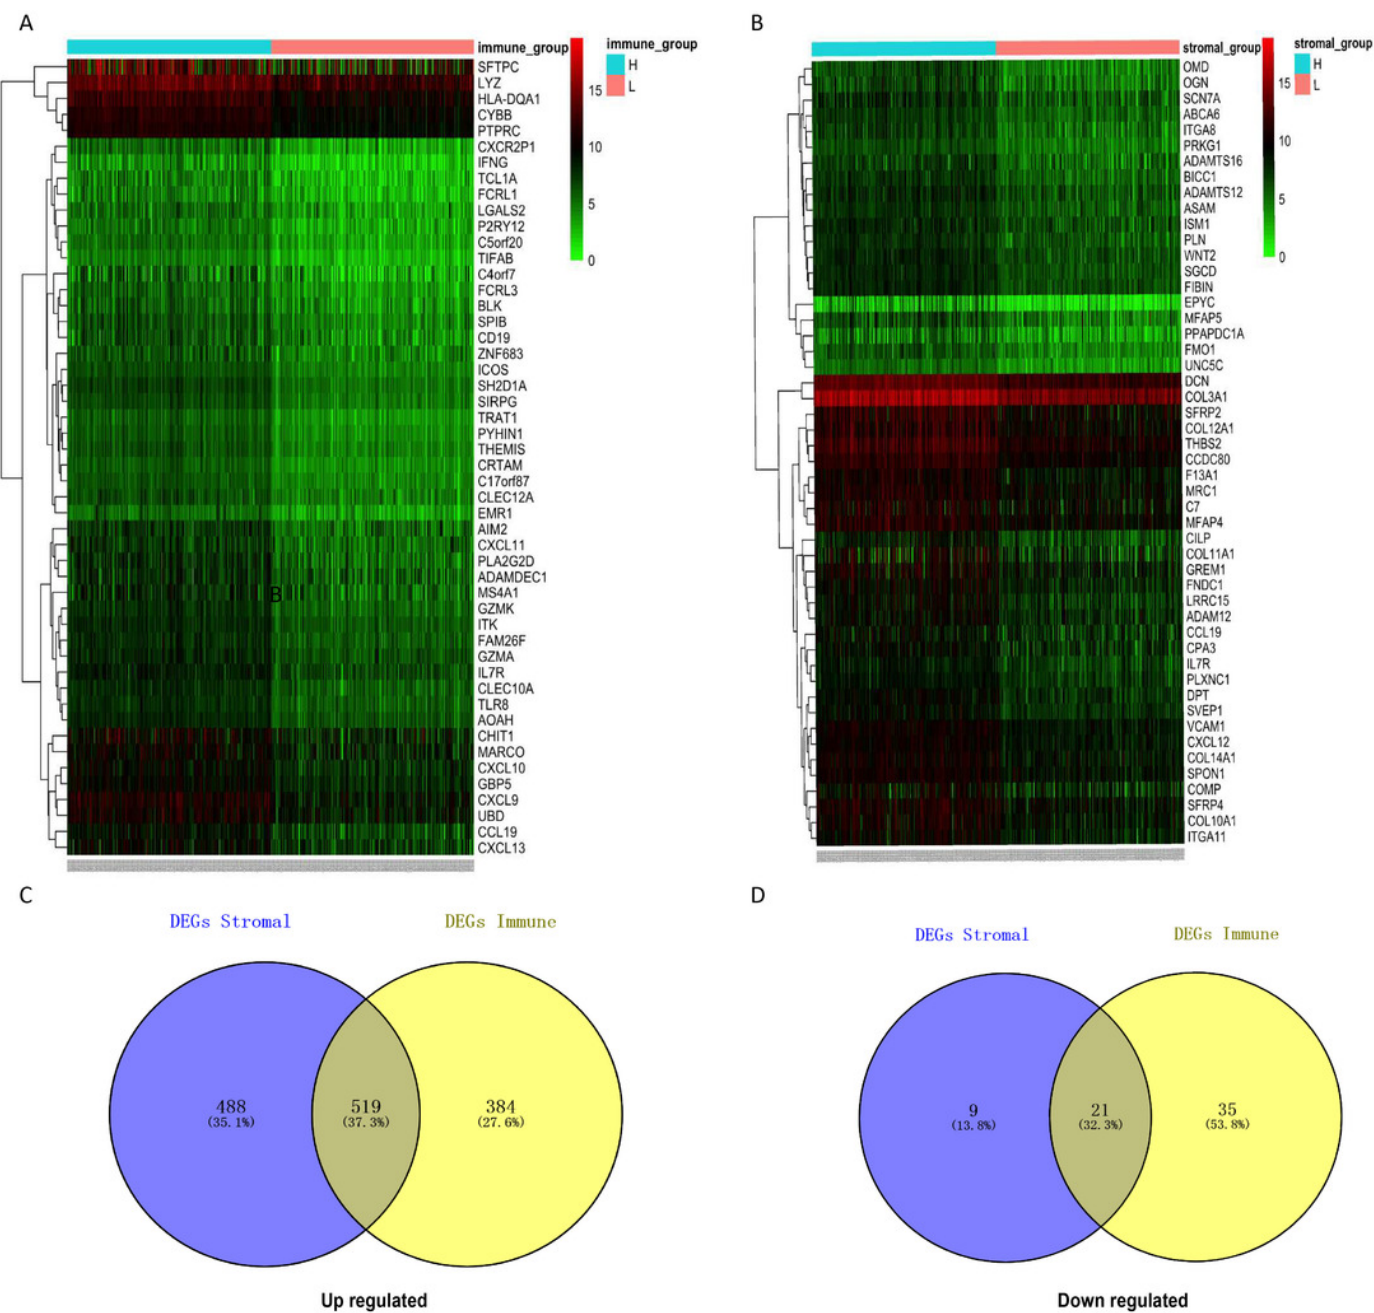 A
B
immune_group
immune_group
H
L
15
10
5
0
SFTPC
LYZ
HLA-DQA1
CYBB
PTPRC
CXCR2P1
IFNG
TCL1A
FCRL1
LGALS2
P2RY12
C5orf20
TIFAB
C4orf7
FCRL3
BLK
SPIB
CD19
ZNF683
ICOS
SH2D1A
SIRPG
TRAT1
PYHIN1
THEMIS
CRTAM
C17orf87
CLEC12A
EMR1
AIM2
CXCL11
PLA2G2D
ADAMDEC1
MS4A1
B
GZMK
ITK
FAM26F
GZMA
IL7R
CLEC10A
TLR8
AOAH
CHIT1
MARCO
CXCL10
GBP5
CXCL9
UBD
CCL19
CXCL13
stromal_group
stromal_group
H
L
15
10
5
0
OMD
OGN
SCN7A
ABCA6
ITGA8
PRKG1
ADAMTS16
BICC1
ADAMTS12
ASAM
ISM1
PLN
WNT2
SGCD
FIBIN
EPYC
MFAP5
PPAPDC1A
FMO1
UNC5C
DCN
COL3A1
SFRP2
COL12A1
THBS2
CCDC80
F13A1
MRC1
C7
MFAP4
CILP
COL11A1
GREM1
FNDC1
LRRC15
ADAM12
CCL19
CPA3
IL7R
PLXNC1
DPT
SVEP1
VCAM1
CXCL12
COL14A1
SPON1
COMP
SFRP4
COL10A1
ITGA11
C
DEGs Stromal
DEGs Immune
488
(35.1%)
519
(37.3%)
384
(27.6%)
Up regulated
D
DEGs Stromal
DEGs Immune
9
(13.8%)
21
(32.3%)
35
(53.8%)
Down regulated